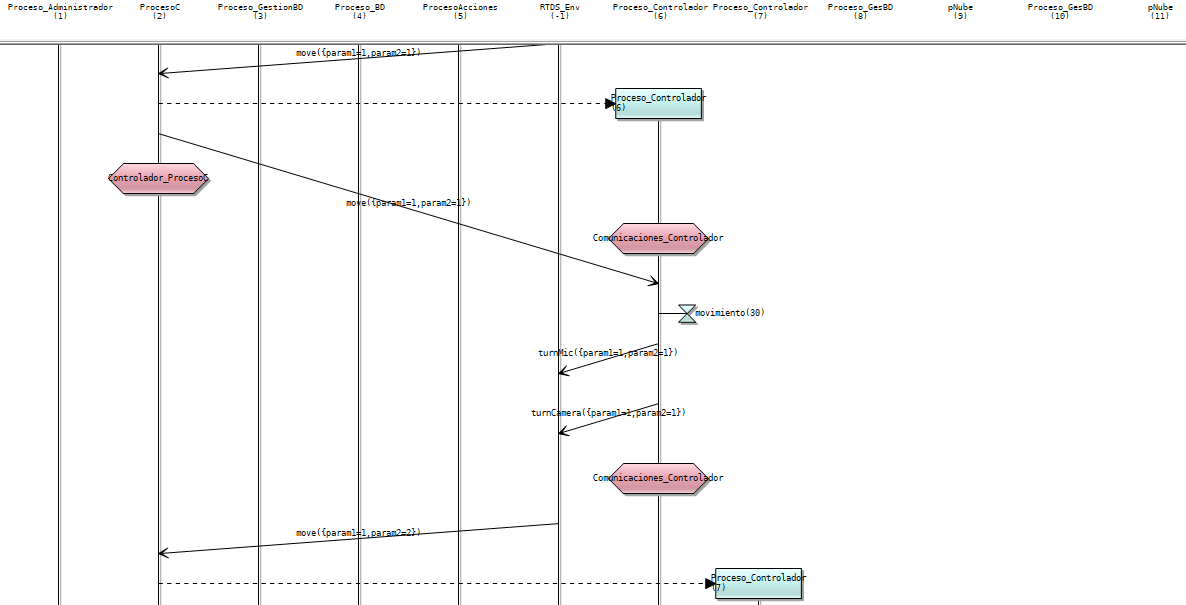 Proceso_Administrador ProcesoC Proceso_GestionBD Proceso_BD ProcesoAcciones RTDS_Env Proceso_Controlador Proceso_Controlador Proceso_GesBD pNube Proceso_GesBD pNube
(1) (2) (3) (4) (5) (-1) (6) (7) (8) (9) (10) (11)
move({param1=1,param2=1})
Proceso_Controlador
(6)
Controlador_ProcesoC
move({param1=1,param2=1})
Comunicaciones_Controlador
movimiento(30)
turnMic({param1=1,param2=1})
turnCamera({param1=1,param2=1})
Comunicaciones_Controlador
move({param1=1,param2=2})
Proceso_Controlador
(7)